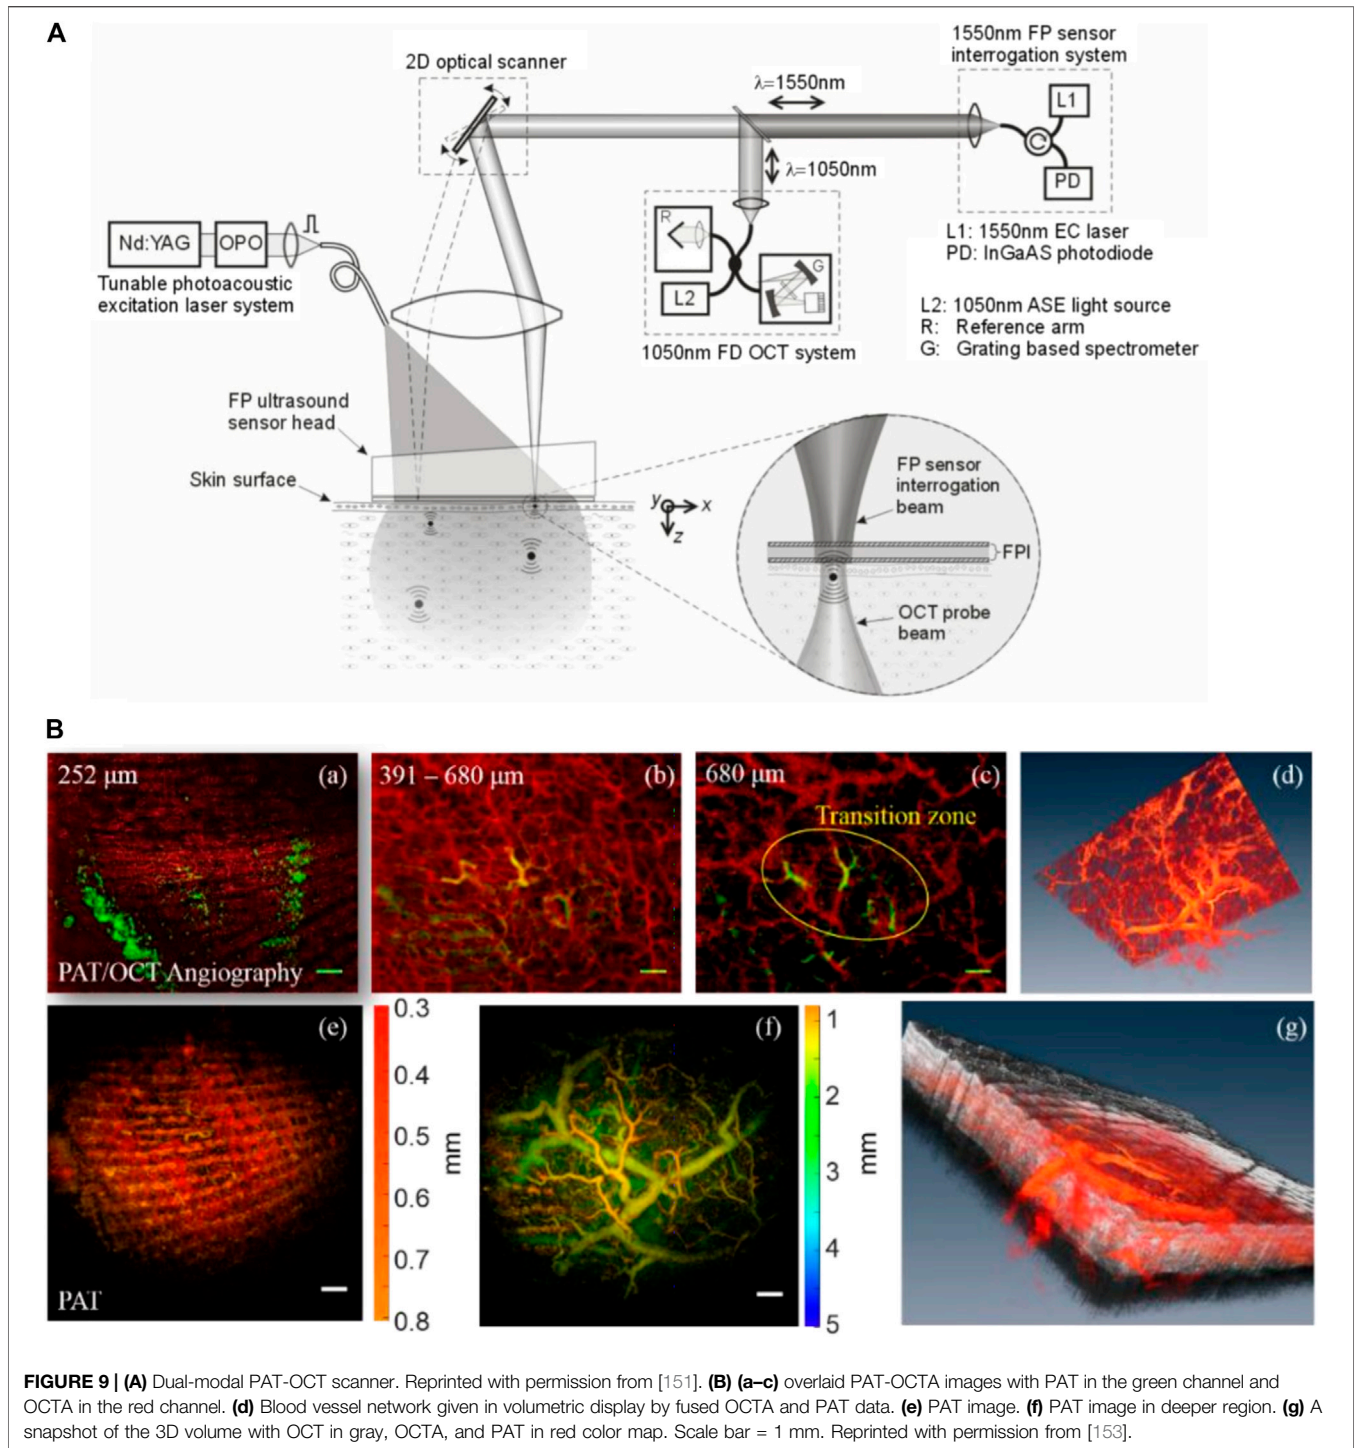 A
2D optical scanner
λ=1550nm
1550nm FP sensor
interrogation system
L1
PD
λ=1050nm
R
G
L2
1050nm FD OCT system
L1: 1550nm EC laser
PD: InGaAS photodiode
L2: 1050nm ASE light source
R: Reference arm
G: Grating based spectrometer
Nd:YAG
OPO
Tunable photoacoustic
excitation laser system
FP ultrasound
sensor head
Skin surface
y
x
z
FP sensor
interrogation
beam
FPI
OCT probe
beam
B
252 μm
(a)
PAT/OCT Angiography
391 – 680 μm
(b)
680 μm
(c)
Transition zone
(d)
(e)
PAT
0.3
0.4
0.5
0.6
0.7
0.8
mm
(f)
1
2
3
4
5
mm
(g)
FIGURE 9 | (A) Dual-modal PAT-OCT scanner. Reprinted with permission from [151]. (B) (a–c) overlaid PAT-OCTA images with PAT in the green channel and
OCTA in the red channel. (d) Blood vessel network given in volumetric display by fused OCTA and PAT data. (e) PAT image. (f) PAT image in deeper region. (g) A
snapshot of the 3D volume with OCT in gray, OCTA, and PAT in red color map. Scale bar = 1 mm. Reprinted with permission from [153].